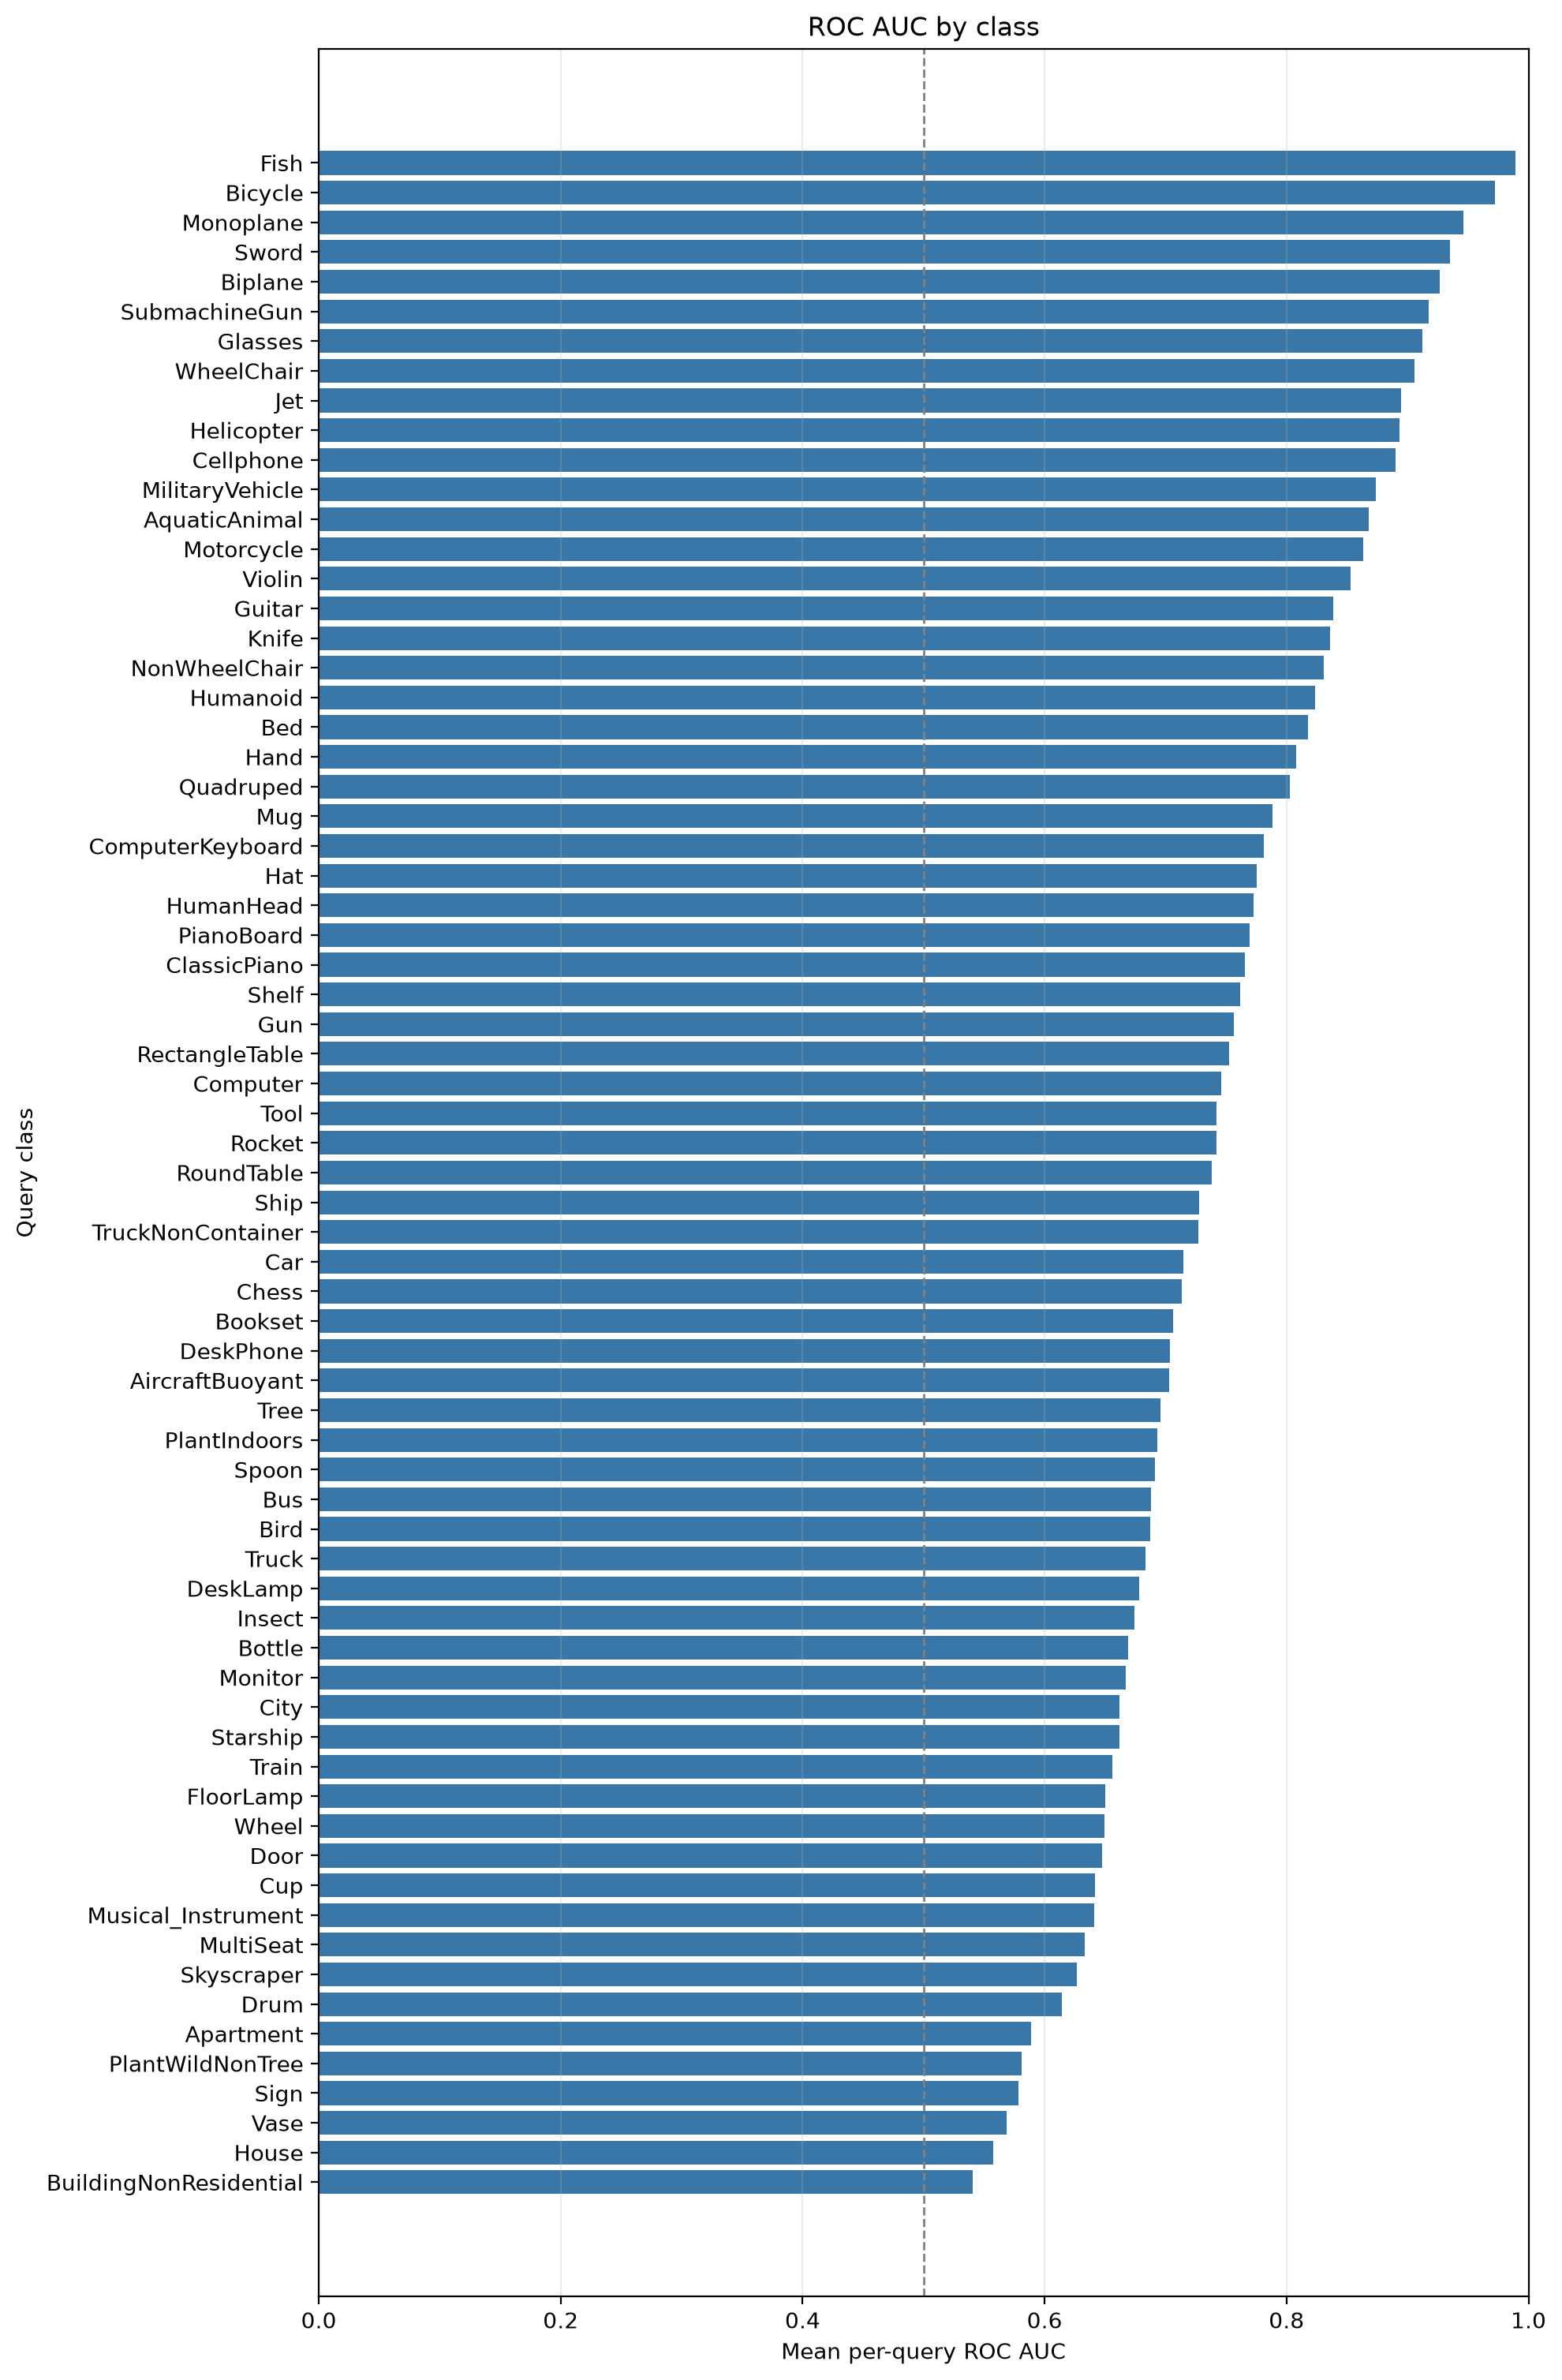 ROC AUC by class
Fish
Bicycle
Monoplane
Sword
Biplane
SubmachineGun
Glasses
WheelChair
Jet
Helicopter
Cellphone
MilitaryVehicle
AquaticAnimal
Motorcycle
Violin
Guitar
Knife
NonWheelChair
Humanoid
Bed
Hand
Quadruped
Mug
ComputerKeyboard
Hat
HumanHead
PianoBoard
ClassicPiano
Shelf
Gun
RectangleTable
Computer
Tool
Rocket
RoundTable
Ship
TruckNonContainer
Car
Chess
Bookset
DeskPhone
AircraftBuoyant
Tree
PlantIndoors
Spoon
Bus
Bird
Truck
DeskLamp
Insect
Bottle
Monitor
City
Starship
Train
FloorLamp
Wheel
Door
Cup
Musical_Instrument
MultiSeat
Skyscraper
Drum
Apartment
PlantWildNonTree
Sign
Vase
House
BuildingNonResidential
Query class
0.0 0.2 0.4 0.6 0.8 1.0
Mean per-query ROC AUC